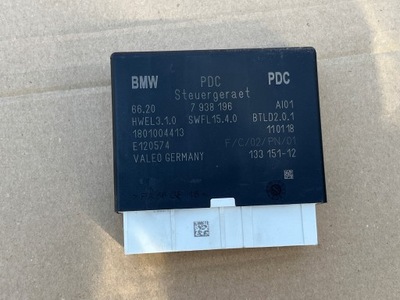 BMW PDC PDC
Steuergeraet
66.20 7 938 196 AI01
HWEL3.1.0 SWFL15.4.0 BTLD2.0.1
1801004413 110118
E120574 F/C/02/PN/01
VALEO GERMANY 133 151-12